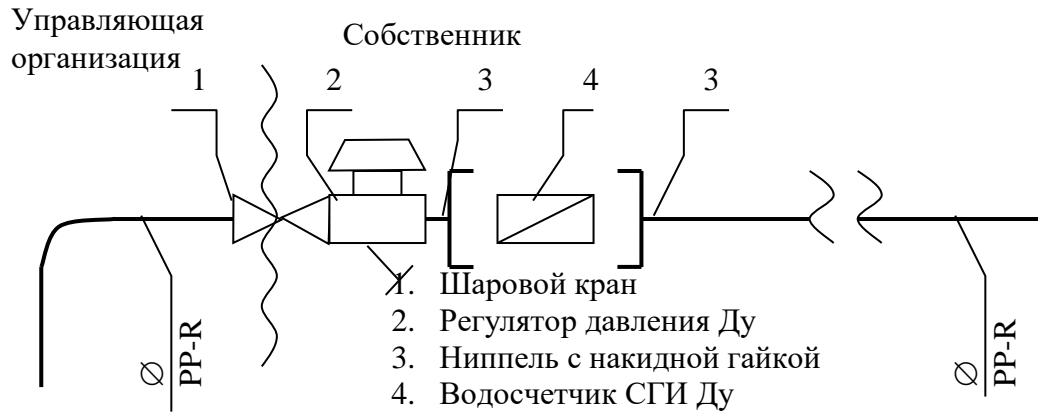 Управляющая
организация
Собственник
1 2 3 4 3
1. Шаровой кран
2. Регулятор давления Ду
3. Ниппель с накидной гайкой
4. Водосчетчик СГИ Ду
∅
PP-R
∅
PP-R